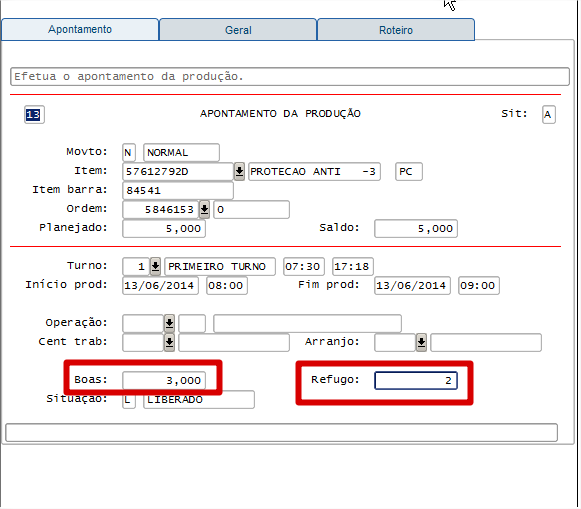 Apontamento Geral Roteiro
Efetua o apontamento da produção.
13 APONTAMENTO DA PRODUÇÃO Sit: A
Movto: N NORMAL
Item: 57612792D PROTECAO ANTI -3 PC
Item barra: 84541
Ordem: 5846153 0
Planejado: 5,000 Saldo: 5,000
Turno: 1 PRIMEIRO TURNO 07:30 17:18
Início prod: 13/06/2014 08:00 Fim prod: 13/06/2014 09:00
Operação:
Cent trab: Arranjo:
Boas: 3,000 Refugo: 2
Situação: L LIBERADO